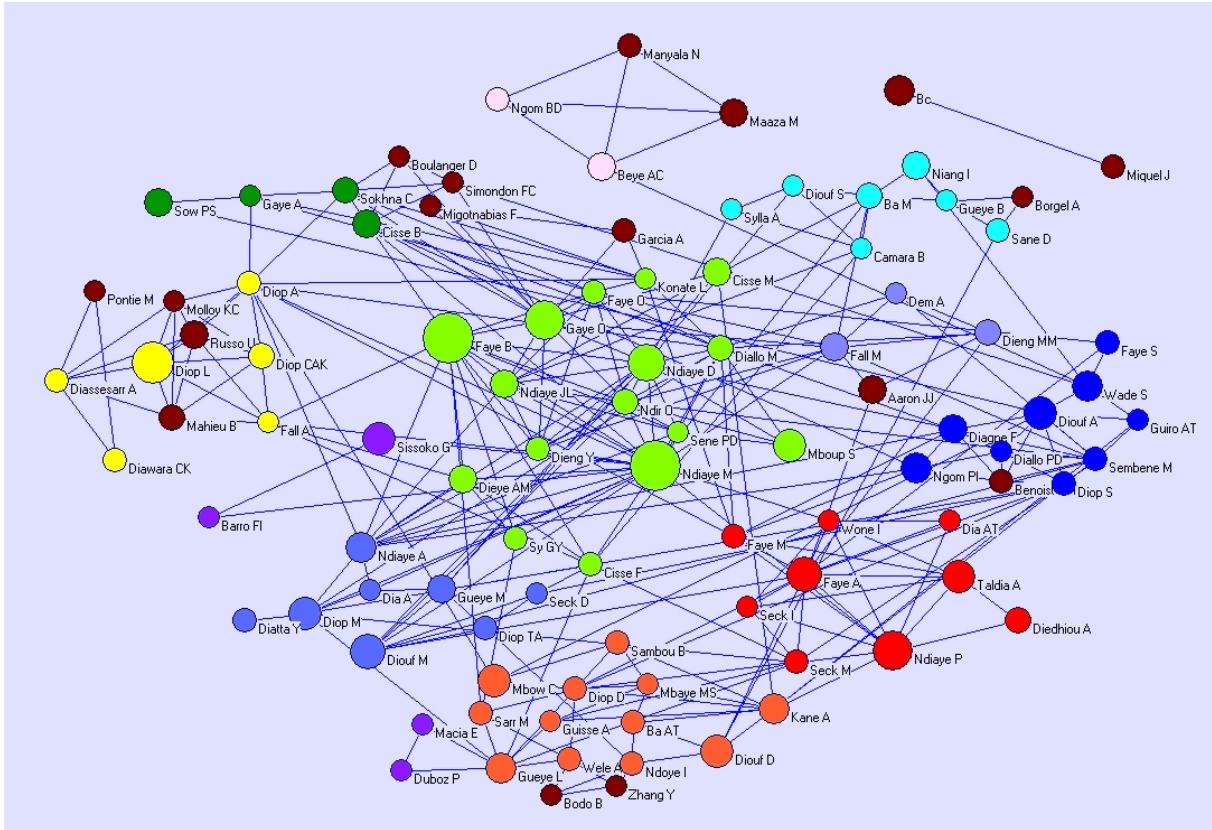 Manyala N
Bc
Ngom BD
Maaza M
Boulanger D
Beye AC
Niang I
Miquel J
Simondon FC
Sokhna C
Diouf S
Gaye A
Ba M
Gueye B
Borgel A
Sow PS
Migotnabias F
Sylla A
Cisse B
Garcia A
Sane D
Camara B
Cisse M
Konate L
Diop A
Pontie M
Faye O
Dem A
Molloy KC
Gaye O
Russo U
Faye B
Dieng MM
Faye S
Diallo M
Fall M
Diop L
Diop CAK
Ndiaye D
Diassesarr A
Ndiaye JL
Wade S
Aaron JJ
Ndir O
Diouf A
Mahieu B
Fall A
Guiro AT
Sene PD
Diagne F
Sissoko G
Dieng Y
Mboup S
Diallo PD
Diawara CK
Sembene M
Ndiaye M
Ngom PI
Dieye AM
Benoist
Diop S
Barro FI
Wone I
Dia AT
Sy GY
Faye M
Ndiaye A
Cisse F
Faye A
Taldia A
Dia A
Gueye M
Seck D
Seck I
Diatta Y
Diop M
Diedhiou A
Diop TA
Sambou B
Diouf M
Ndiaye P
Seck M
Mbow C
Diop D
Mbaye MS
Kane A
Sarr M
Guisse A
Macia E
Ba AT
Diouf D
Wele A
Ndoye I
Duboz P
Gueye L
Zhang Y
Bodo B